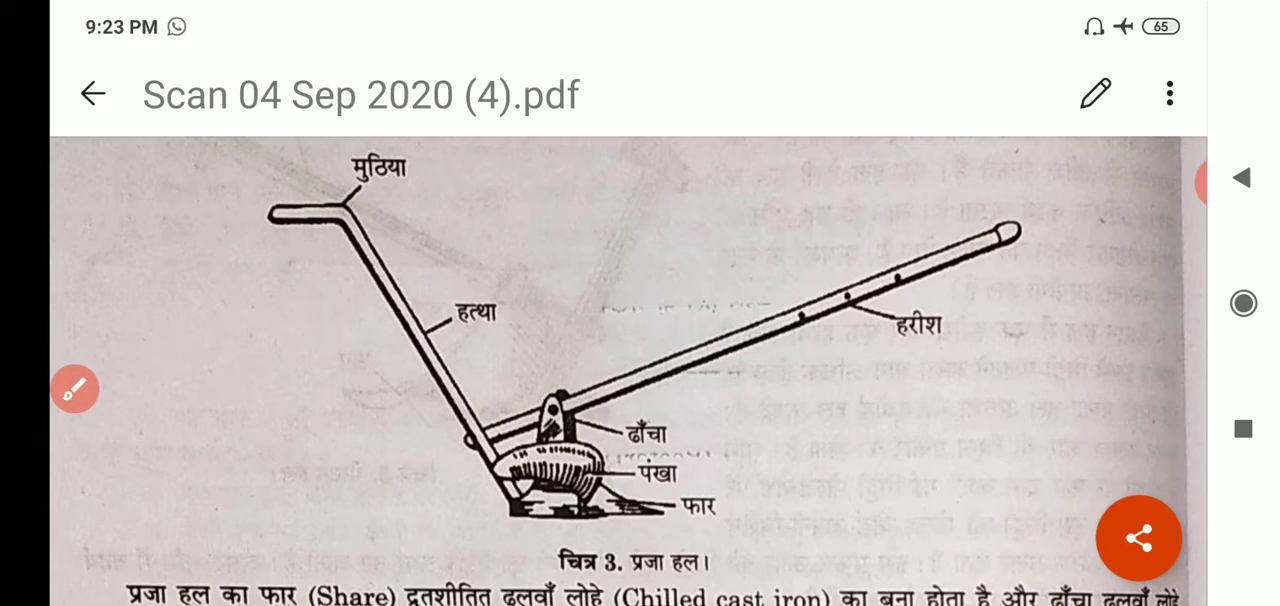 9:23 PM
65
Scan 04 Sep 2020 (4).pdf
मुठिया
हत्था
हरीश
ढाँचा
पंखा
फार
चित्र 3. प्रजा हल।
प्रजा हल का फार (Share) द्रुतशीतित ढलवाँ लोहे (Chilled cast iron) का बना होता है और ढाँचा ढलवाँ लोहे